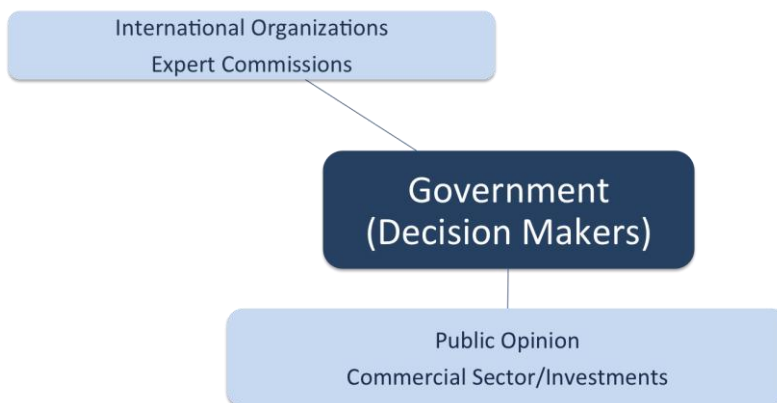 International Organizations
Expert Commissions
Government
(Decision Makers)
Public Opinion
Commercial Sector/Investments